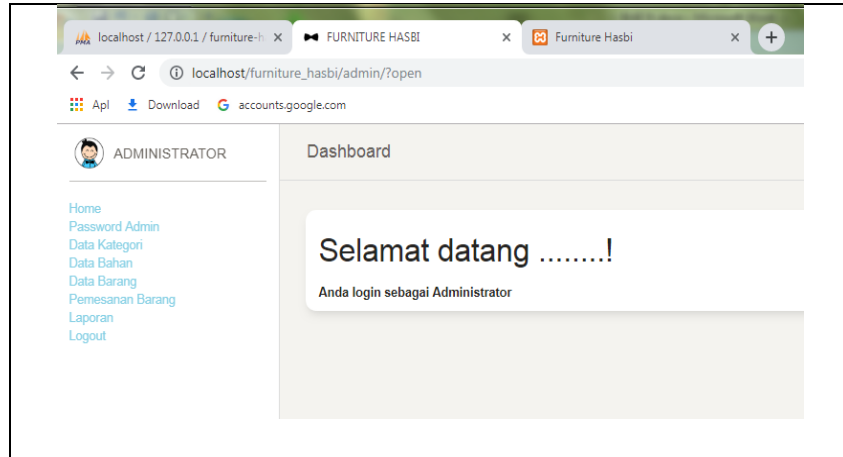 localhost / 127.0.0.1 / furniture-h
FURNITURE HASBI
Furniture Hasbi
localhost/furniture_hasbi/admin/?open
Apl
Download
accounts.google.com
ADMINISTRATOR
Dashboard
Home
Password Admin
Data Kategori
Data Bahan
Data Barang
Pemesanan Barang
Laporan
Logout
Selamat datang ........!
Anda login sebagai Administrator